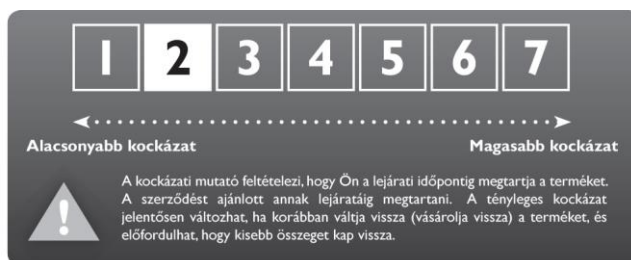 1 2 3 4 5 6 7
Alacsonyabb kockázat Magasabb kockázat
A kockázati mutató feltételezi, hogy Ön a lejárati időpontig megtartja a terméket.
A szerződést ajánlott annak lejáratáig megtartani. A tényleges kockázat
jelentősen változhat, ha korábban váltja vissza (vásárolja vissza) a terméket, és
előfordulhat, hogy kisebb összeget kap vissza.